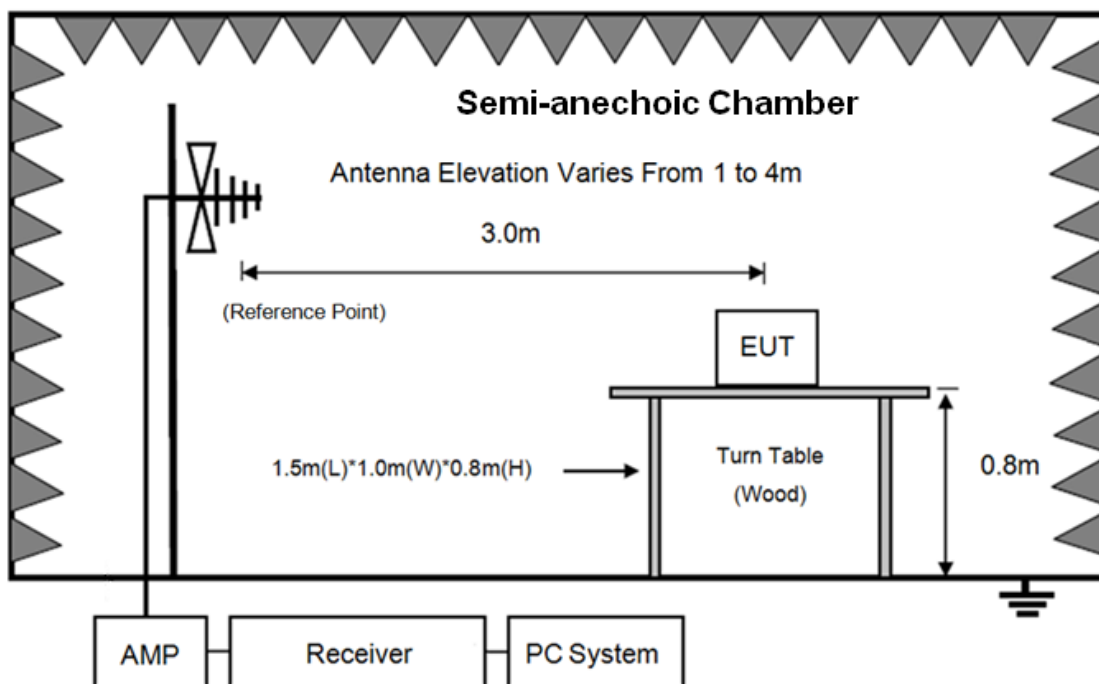 Semi-anechoic Chamber
Antenna Elevation Varies From 1 to 4m
3.0m
(Reference Point)
EUT
1.5m(L)*1.0m(W)*0.8m(H)
Turn Table
(Wood)
0.8m
AMP
Receiver
PC System